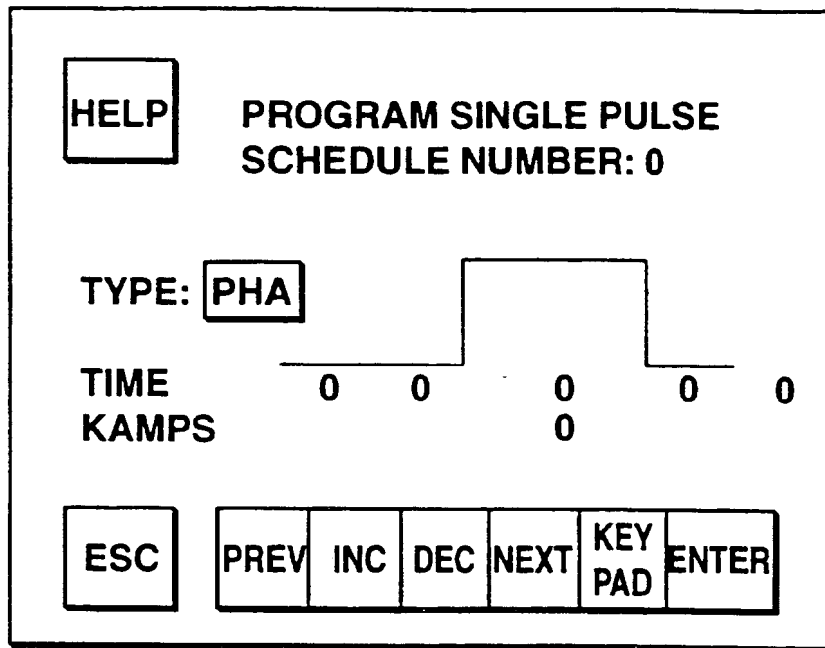 HELP
PROGRAM SINGLE PULSE
SCHEDULE NUMBER: 0
TYPE: PHA
TIME 0 0 0 0 0
KAMPS 0
ESC PREV INC DEC NEXT KEY PAD ENTER